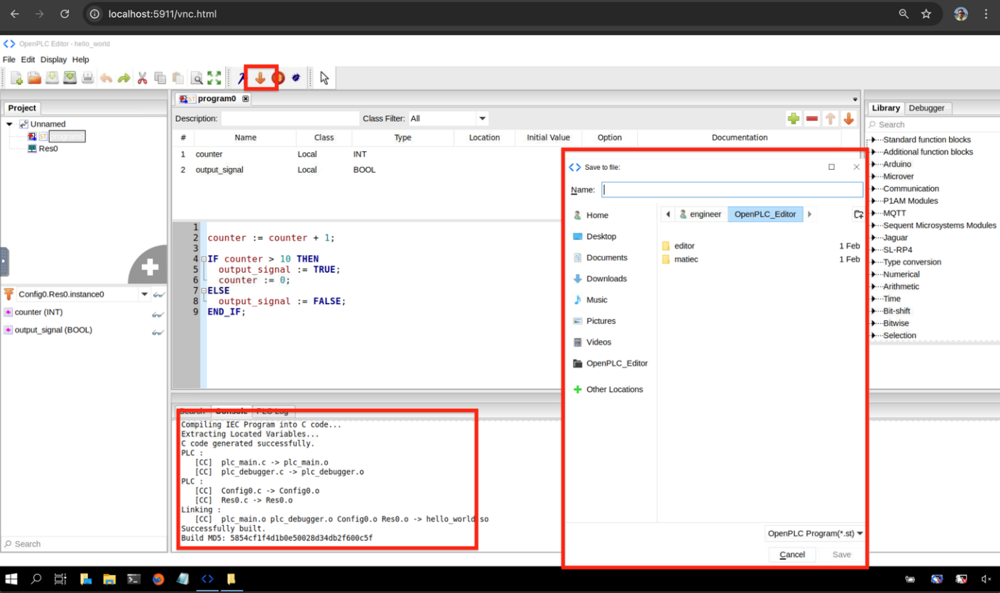 localhost:5911/vnc.html
OpenPLC Editor - hello_world
File Edit Display Help
Project
Unnamed
ST program0
Res0
ST program0
Description: Class Filter: All
# Name Class Type Location Initial Value Option Documentation
1 counter Local INT
2 output_signal Local BOOL
1
2 counter := counter + 1;
3
4 IF counter > 10 THEN
5 output_signal := TRUE;
6 counter := 0;
7 ELSE
8 output_signal := FALSE;
9 END_IF;
Config0.Res0.instance0
counter (INT)
output_signal (BOOL)
Search
Search Console PLC Log
Compiling IEC Program into C code...
Extracting Located Variables...
C code generated successfully.
PLC :
[CC] plc_main.c -> plc_main.o
[CC] plc_debugger.c -> plc_debugger.o
PLC :
[CC] Config0.c -> Config0.o
[CC] Res0.c -> Res0.o
Linking :
[CC] plc_main.o plc_debugger.o Config0.o Res0.o -> hello_world.so
Successfully built.
Build MD5: 5854cf1f4d1b0e50028d34db2f600c5f
Save to file:
Name:
Home
Desktop
Documents
Downloads
Music
Pictures
Videos
OpenPLC_Editor
Other Locations
engineer OpenPLC_Editor
editor 1 Feb
matiec 1 Feb
OpenPLC Program(*.st)
Cancel Save
Library Debugger
Search
Standard function blocks
Additional function blocks
Arduino
Microver
Communication
P1AM Modules
MQTT
Sequent Microsystems Modules
Jaguar
SL-RP4
Type conversion
Numerical
Arithmetic
Time
Bit-shift
Bitwise
Selection